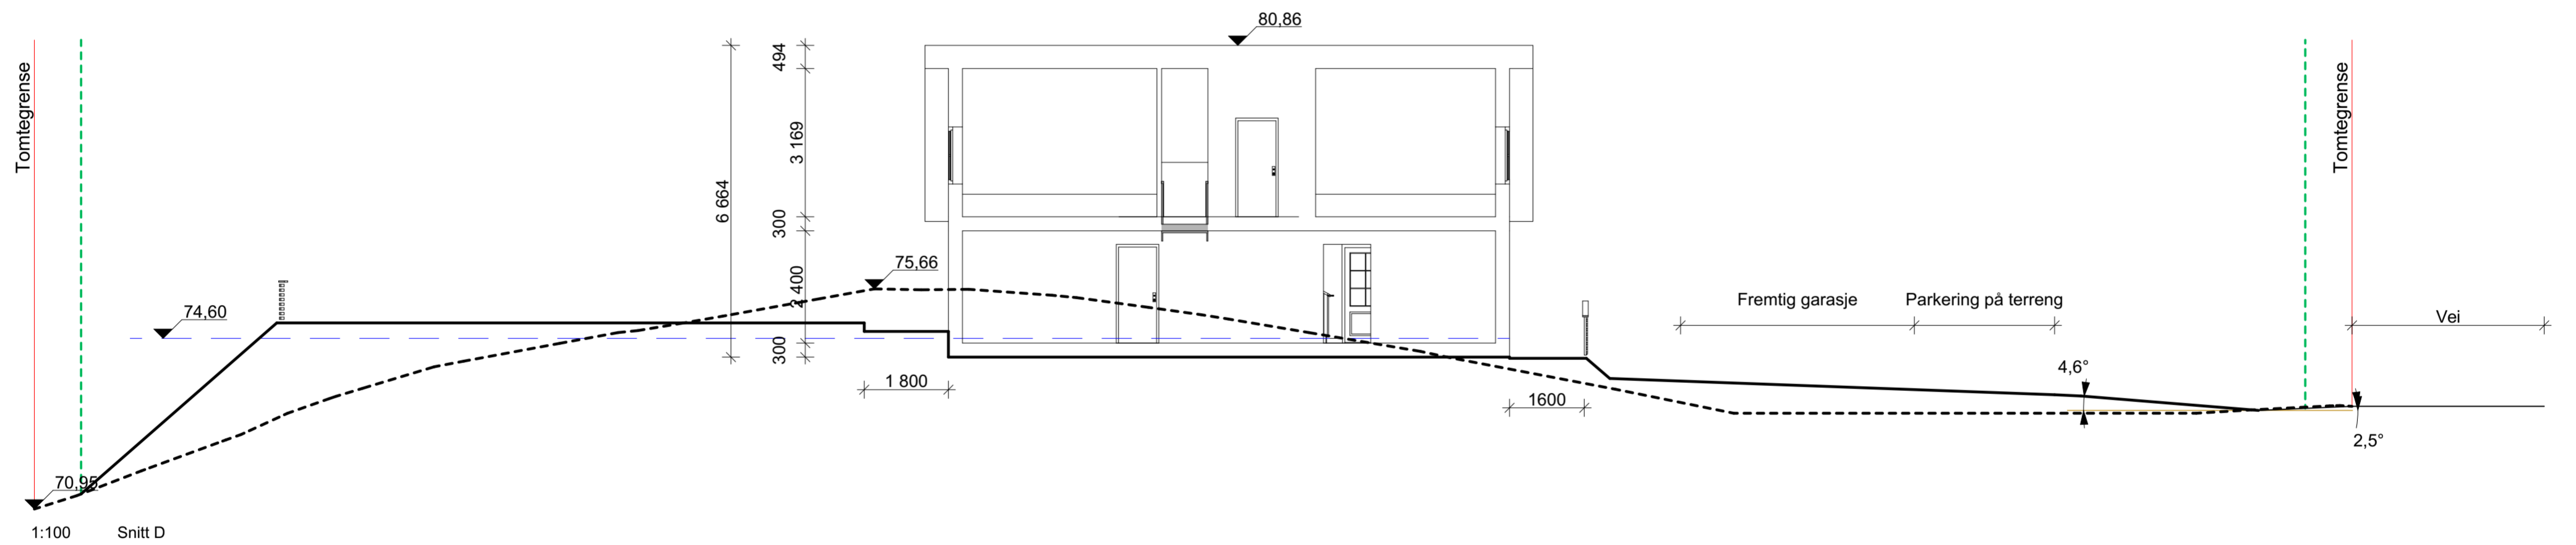 80,86
Tomtegrense
494
3 169
6 664
300
75,66
2 400
74,60
300
1 800
1600
Fremtig garasje
Parkering på terreng
Vei
Tomtegrense
4,6°
2,5°
70,95
1:100
Snitt D